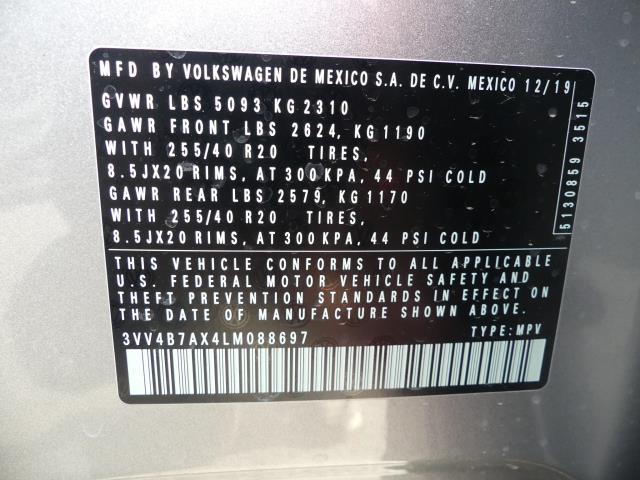 MFD BY VOLKSWAGEN DE MEXICO S.A. DE C.V. MEXICO 12/19
GVWR LBS 5093 KG 2310
GAWR FRONT LBS 2624, KG 1190
WITH 255/40 R20 TIRES,
8.5JX20 RIMS, AT 300 KPA, 44 PSI COLD
GAWR REAR LBS 2579, KG 1170
WITH 255/40 R20 TIRES,
8.5JX20 RIMS, AT 300 KPA, 44 PSI COLD
THIS VEHICLE CONFORMS TO ALL APPLICABLE
U.S. FEDERAL MOTOR VEHICLE SAFETY AND
THEFT PREVENTION STANDARDS IN EFFECT ON
THE DATE OF MANUFACTURE SHOWN ABOVE.
3VV4B7AX4LM088697 TYPE: MPV
5130859 3515